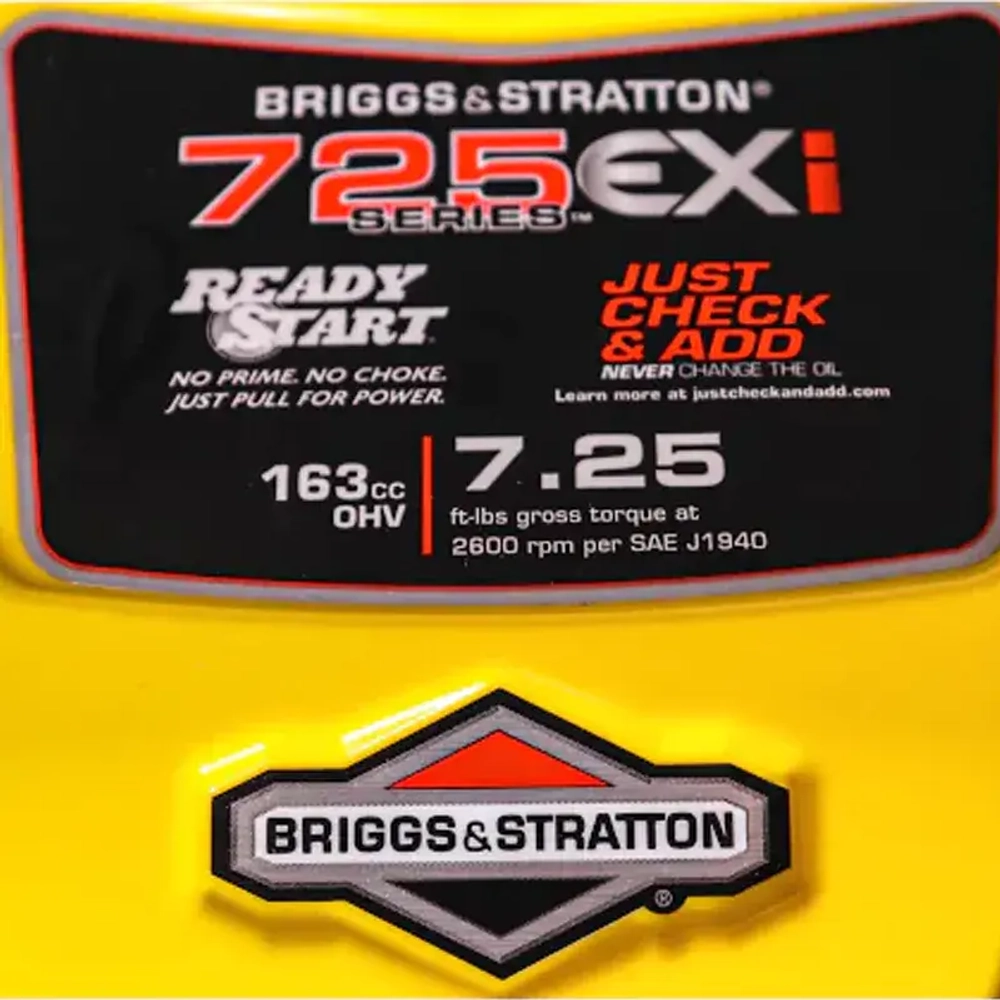 BRIGGS & STRATTON®
725EXi
SERIES™
READY
START
NO PRIME. NO CHOKE.
JUST PULL FOR POWER.
JUST
CHECK
& ADD
NEVER CHANGE THE OIL
Learn more at justcheckandadd.com
163cc
OHV
7.25
ft-lbs gross torque at
2600 rpm per SAE J1940
BRIGGS & STRATTON
®